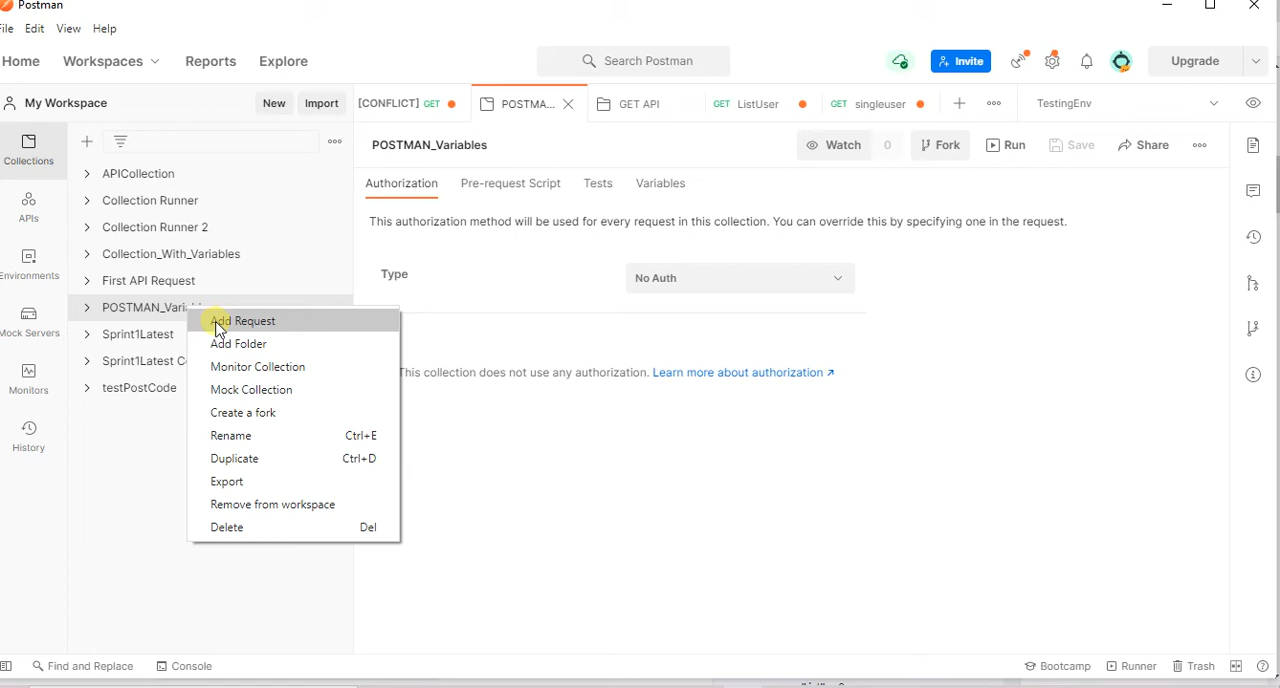 Postman
File Edit View Help
Home Workspaces Reports Explore
Search Postman
Invite
Upgrade
My Workspace
New Import
[CONFLICT] GET
POSTMA...
GET API
GET ListUser
GET singleuser
TestingEnv
Collections
APIs
Environments
Mock Servers
Monitors
History
APICollection
Collection Runner
Collection Runner 2
Collection_With_Variables
First API Request
POSTMAN_Vari
Sprint1Latest
Sprint1Latest C
testPostCode
Add Request
Add Folder
Monitor Collection
Mock Collection
Create a fork
Rename Ctrl+E
Duplicate Ctrl+D
Export
Remove from workspace
Delete Del
POSTMAN_Variables
Watch 0 Fork Run Save Share
Authorization Pre-request Script Tests Variables
This authorization method will be used for every request in this collection. You can override this by specifying one in the request.
Type No Auth
This collection does not use any authorization. Learn more about authorization ↗
Find and Replace Console
Bootcamp Runner Trash